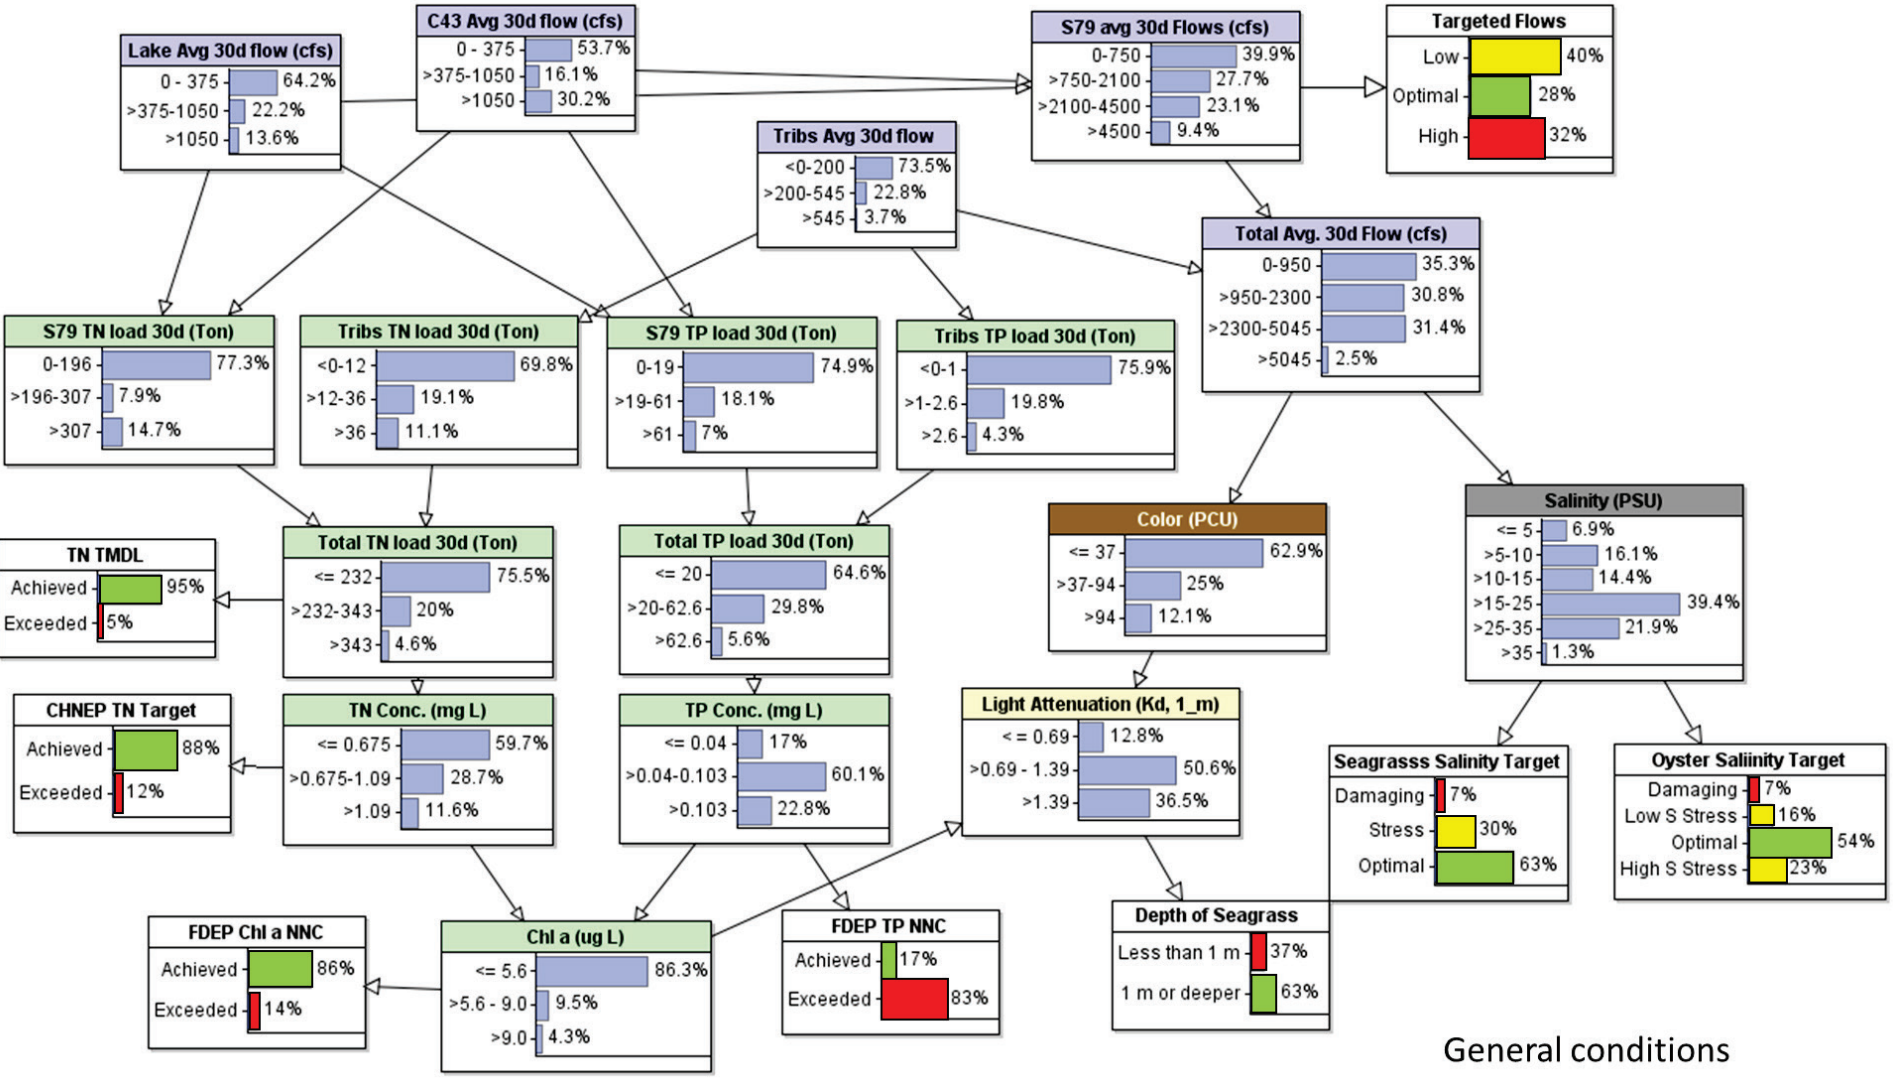 Lake Avg 30d flow (cfs)
0 - 375 64.2%
>375-1050 22.2%
>1050 13.6%
C43 Avg 30d flow (cfs)
0 - 375 53.7%
>375-1050 16.1%
>1050 30.2%
S79 avg 30d Flows (cfs)
0-750 39.9%
>750-2100 27.7%
>2100-4500 23.1%
>4500 9.4%
Targeted Flows
Low 40%
Optimal 28%
High 32%
Tribs Avg 30d flow
<0-200 73.5%
>200-545 22.8%
>545 3.7%
Total Avg. 30d Flow (cfs)
0-950 35.3%
>950-2300 30.8%
>2300-5045 31.4%
>5045 2.5%
S79 TN load 30d (Ton)
0-196 77.3%
>196-307 7.9%
>307 14.7%
Tribs TN load 30d (Ton)
<0-12 69.8%
>12-36 19.1%
>36 11.1%
S79 TP load 30d (Ton)
0-19 74.9%
>19-61 18.1%
>61 7%
Tribs TP load 30d (Ton)
<0-1 75.9%
>1-2.6 19.8%
>2.6 4.3%
TN TMDL
Achieved 95%
Exceeded 5%
Total TN load 30d (Ton)
<= 232 75.5%
>232-343 20%
>343 4.6%
Total TP load 30d (Ton)
<= 20 64.6%
>20-62.6 29.8%
>62.6 5.6%
Color (PCU)
<= 37 62.9%
>37-94 25%
>94 12.1%
Salinity (PSU)
<= 5 6.9%
>5-10 16.1%
>10-15 14.4%
>15-25 39.4%
>25-35 21.9%
>35 1.3%
CHNEP TN Target
Achieved 88%
Exceeded 12%
TN Conc. (mg L)
<= 0.675 59.7%
>0.675-1.09 28.7%
>1.09 11.6%
TP Conc. (mg L)
<= 0.04 17%
>0.04-0.103 60.1%
>0.103 22.8%
Light Attenuation (Kd, 1_m)
< = 0.69 12.8%
>0.69 - 1.39 50.6%
>1.39 36.5%
Seagrasss Salinity Target
Damaging 7%
Stress 30%
Optimal 63%
Oyster Saliinity Target
Damaging 7%
Low S Stress 16%
Optimal 54%
High S Stress 23%
FDEP Chl a NNC
Achieved 86%
Exceeded 14%
Chl a (ug L)
<= 5.6 86.3%
>5.6 - 9.0 9.5%
>9.0 4.3%
FDEP TP NNC
Achieved 17%
Exceeded 83%
Depth of Seagrass
Less than 1 m 37%
1 m or deeper 63%
General conditions